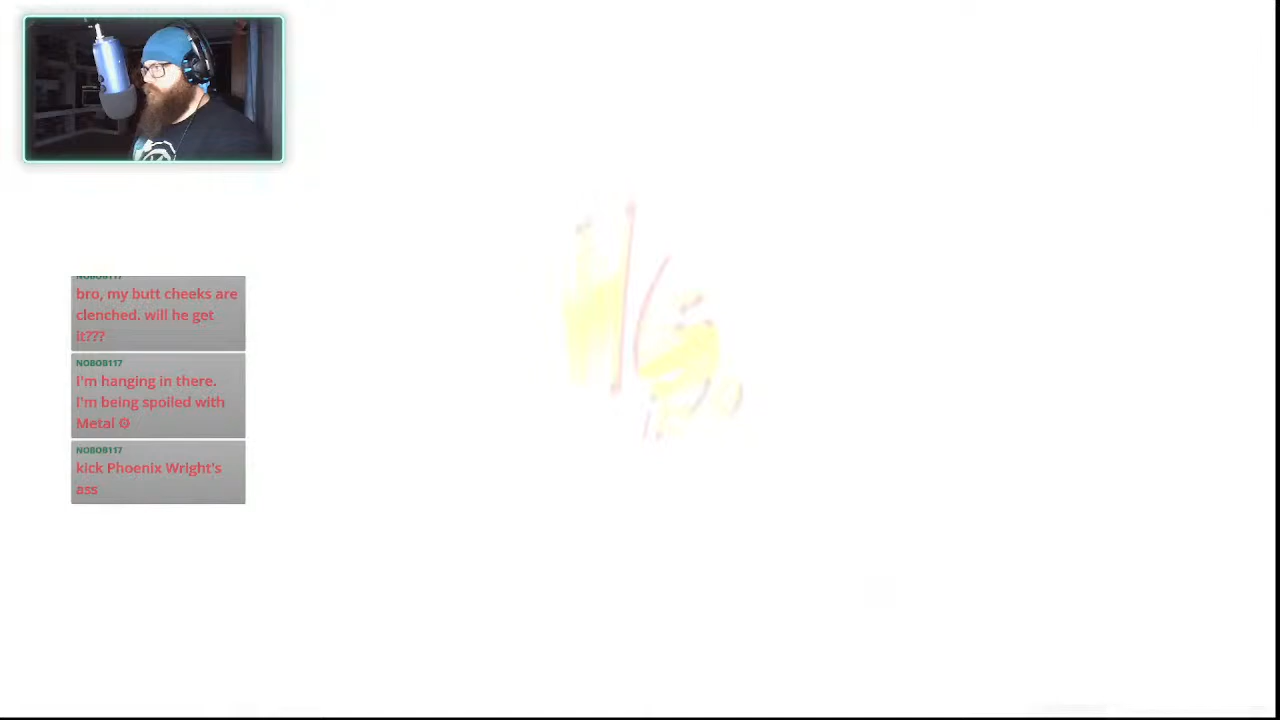 NOBOB117
bro, my butt cheeks are
clenched. will he get
it???
NOBOB117
I'm hanging in there.
I'm being spoiled with
Metal
NOBOB117
kick Phoenix Wright's
ass